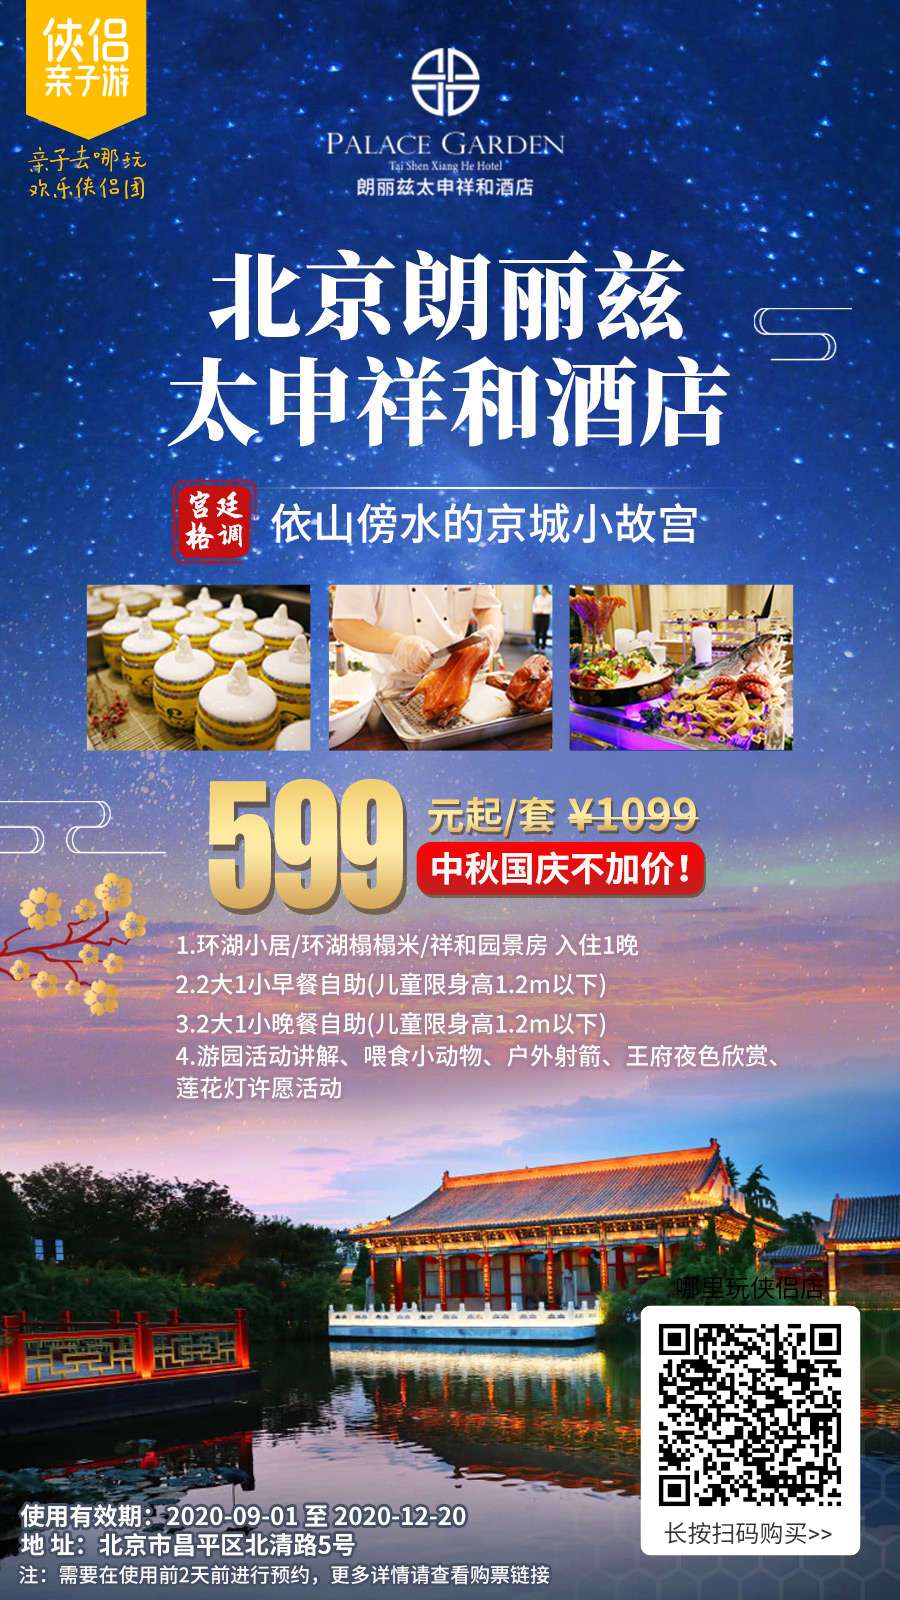 侠侣
亲子游
亲子去哪玩
欢乐侠侣团
PALACE GARDEN
Tai Shen Xiang He Hotel
朗丽兹太申祥和酒店
北京朗丽兹
太申祥和酒店
宫廷
格调
依山傍水的京城小故宫
599 元起/套 ¥1099
中秋国庆不加价!
1.环湖小居/环湖榻榻米/祥和园景房 入住1晚
2.2大1小早餐自助(儿童限身高1.2m以下)
3.2大1小晚餐自助(儿童限身高1.2m以下)
4.游园活动讲解、喂食小动物、户外射箭、王府夜色欣赏、
莲花灯许愿活动
哪里玩侠侣店
长按扫码购买>>
使用有效期：2020-09-01 至 2020-12-20
地 址：北京市昌平区北清路5号
注：需要在使用前2天前进行预约，更多详情请查看购票链接